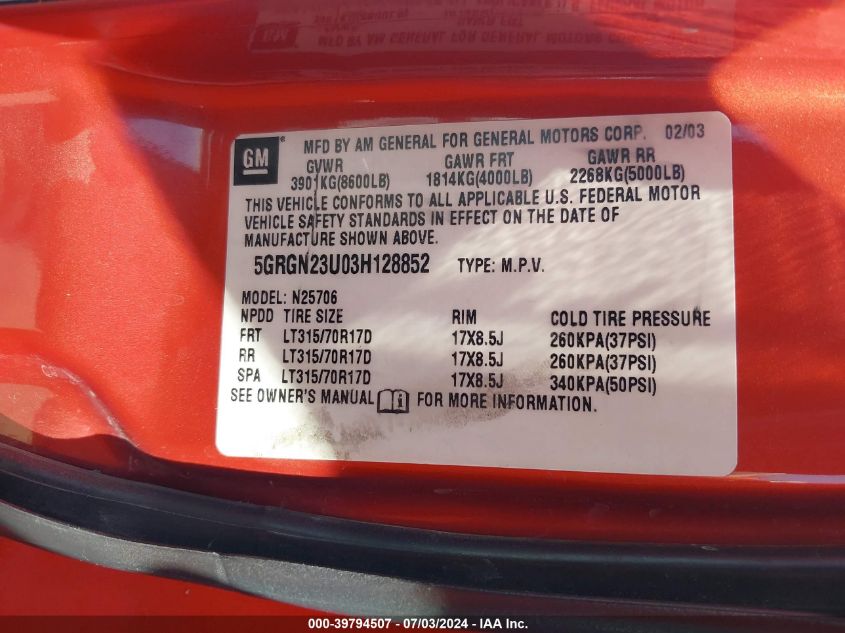 GM
MFD BY AM GENERAL FOR GENERAL MOTORS CORP. 02/03
GVWR GAWR FRT GAWR RR
3901KG(8600LB) 1814KG(4000LB) 2268KG(5000LB)
THIS VEHICLE CONFORMS TO ALL APPLICABLE U.S. FEDERAL MOTOR
VEHICLE SAFETY STANDARDS IN EFFECT ON THE DATE OF
MANUFACTURE SHOWN ABOVE.
5GRGN23U03H128852 TYPE: M.P.V.
MODEL: N25706
NPDD TIRE SIZE RIM COLD TIRE PRESSURE
FRT LT315/70R17D 17X8.5J 260KPA(37PSI)
RR LT315/70R17D 17X8.5J 260KPA(37PSI)
SPA LT315/70R17D 17X8.5J 340KPA(50PSI)
SEE OWNER'S MANUAL FOR MORE INFORMATION.
000-39794507 - 07/03/2024 - IAA Inc.